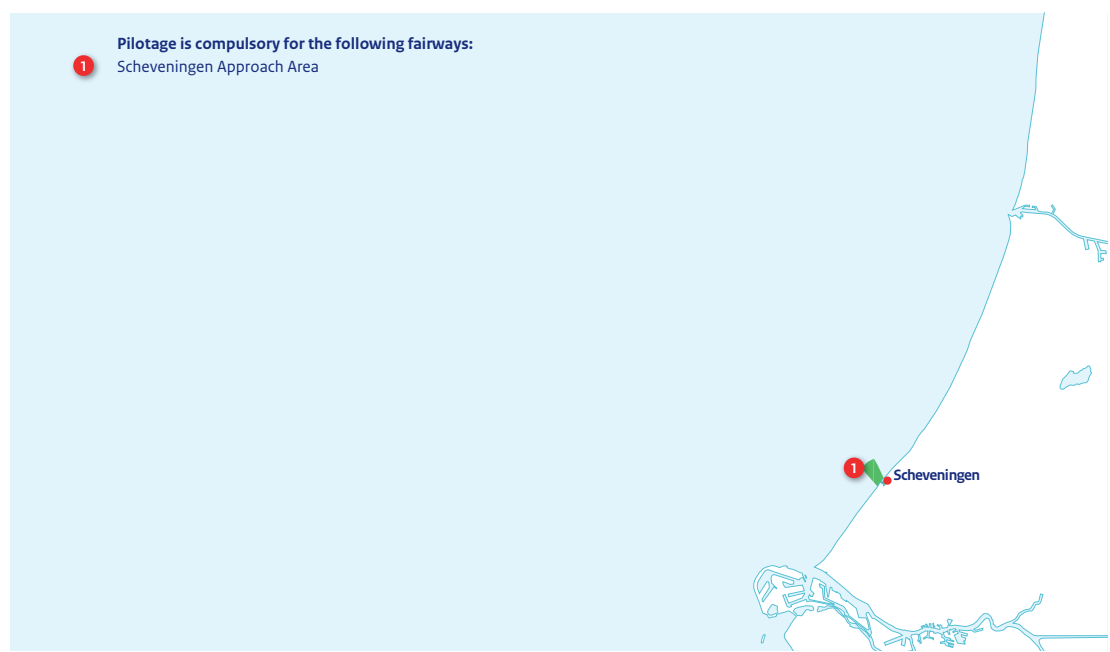 Pilotage is compulsory for the following fairways:
1 Scheveningen Approach Area
1 Scheveningen